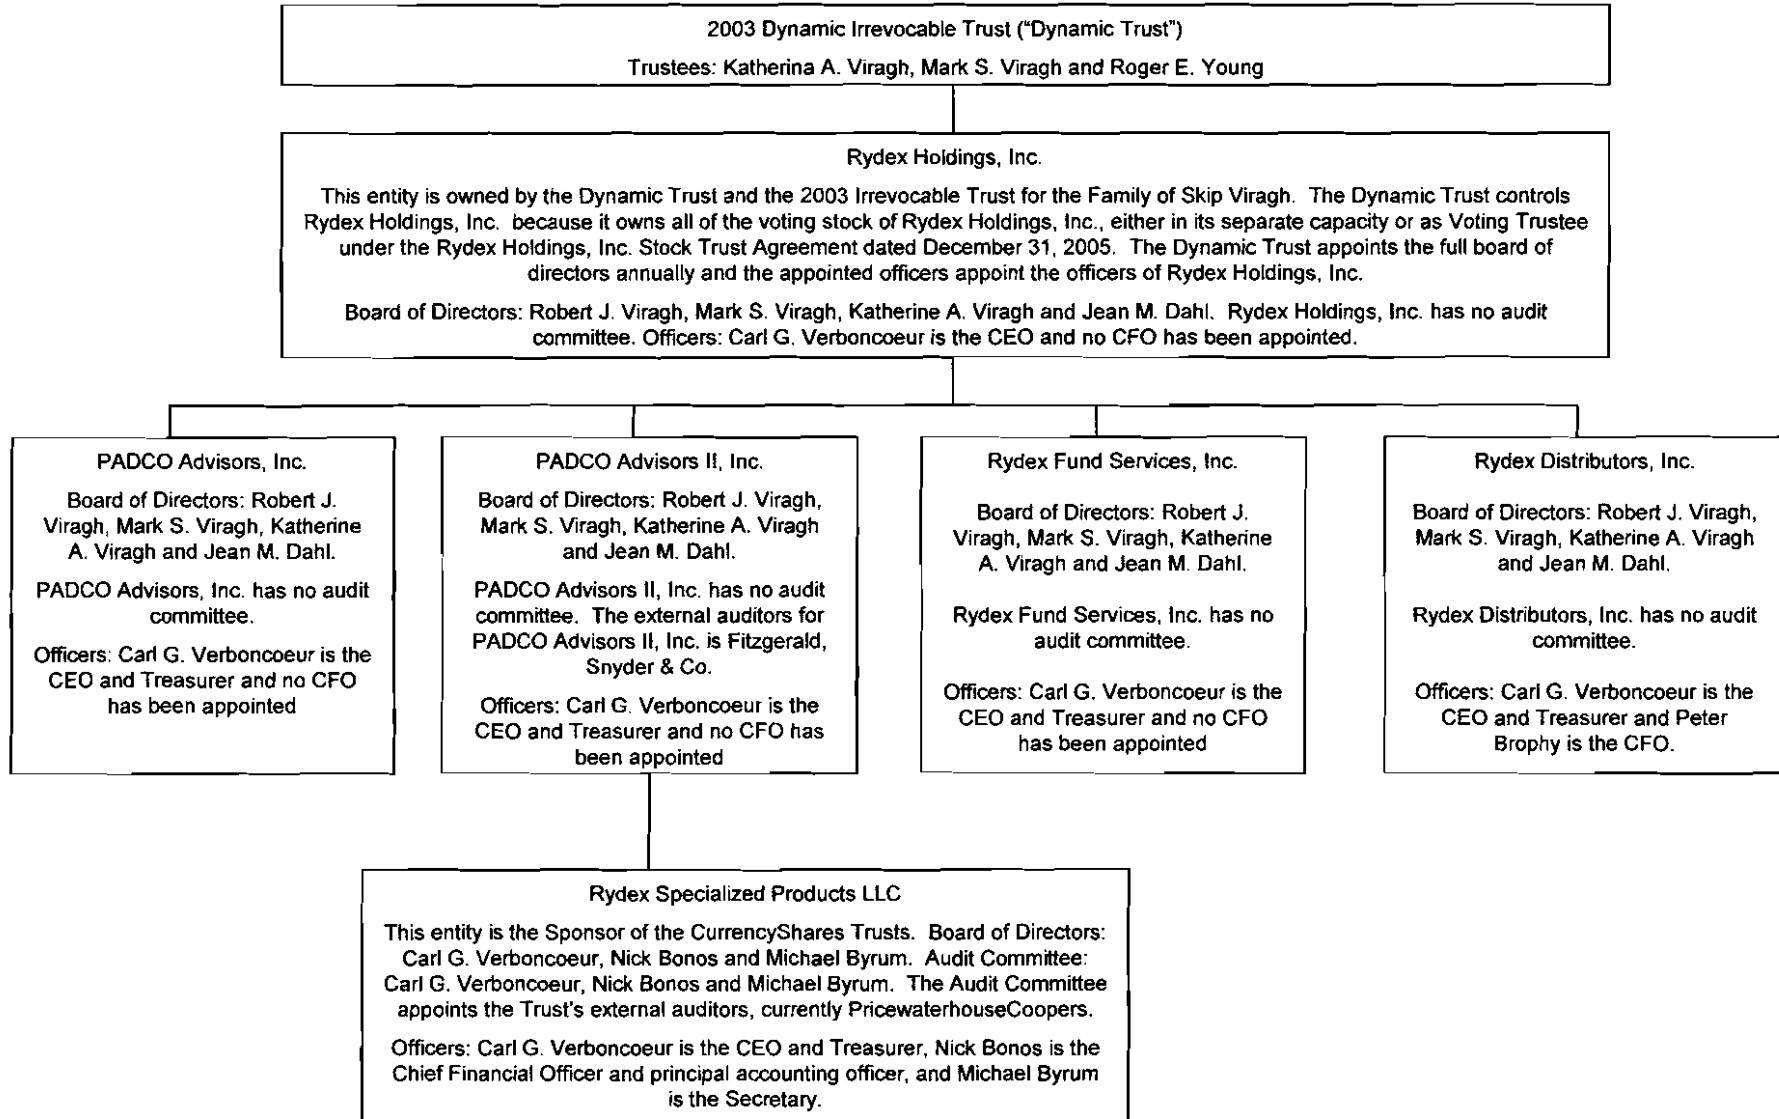 2003 Dynamic Irrevocable Trust ("Dynamic Trust")
Trustees: Katherina A. Viragh, Mark S. Viragh and Roger E. Young
Rydex Holdings, Inc.
This entity is owned by the Dynamic Trust and the 2003 Irrevocable Trust for the Family of Skip Viragh. The Dynamic Trust controls
Rydex Holdings, Inc. because it owns all of the voting stock of Rydex Holdings, Inc., either in its separate capacity or as Voting Trustee
under the Rydex Holdings, Inc. Stock Trust Agreement dated December 31, 2005. The Dynamic Trust appoints the full board of
directors annually and the appointed officers appoint the officers of Rydex Holdings, Inc.
Board of Directors: Robert J. Viragh, Mark S. Viragh, Katherine A. Viragh and Jean M. Dahl. Rydex Holdings, Inc. has no audit
committee. Officers: Carl G. Verboncoeur is the CEO and no CFO has been appointed.
PADCO Advisors, Inc.
Board of Directors: Robert J.
Viragh, Mark S. Viragh, Katherine
A. Viragh and Jean M. Dahl.
PADCO Advisors, Inc. has no audit
committee.
Officers: Carl G. Verboncoeur is the
CEO and Treasurer and no CFO
has been appointed
PADCO Advisors II, Inc.
Board of Directors: Robert J. Viragh,
Mark S. Viragh, Katherine A. Viragh
and Jean M. Dahl.
PADCO Advisors II, Inc. has no audit
committee. The external auditors for
PADCO Advisors II, Inc. is Fitzgerald,
Snyder & Co.
Officers: Carl G. Verboncoeur is the
CEO and Treasurer and no CFO has
been appointed
Rydex Fund Services, Inc.
Board of Directors: Robert J.
Viragh, Mark S. Viragh, Katherine
A. Viragh and Jean M. Dahl.
Rydex Fund Services, Inc. has no
audit committee.
Officers: Carl G. Verboncoeur is the
CEO and Treasurer and no CFO
has been appointed
Rydex Distributors, Inc.
Board of Directors: Robert J. Viragh,
Mark S. Viragh, Katherine A. Viragh
and Jean M. Dahl.
Rydex Distributors, Inc. has no audit
committee.
Officers: Carl G. Verboncoeur is the
CEO and Treasurer and Peter
Brophy is the CFO.
Rydex Specialized Products LLC
This entity is the Sponsor of the CurrencyShares Trusts. Board of Directors:
Carl G. Verboncoeur, Nick Bonos and Michael Byrum. Audit Committee:
Carl G. Verboncoeur, Nick Bonos and Michael Byrum. The Audit Committee
appoints the Trust's external auditors, currently PricewaterhouseCoopers.
Officers: Carl G. Verboncoeur is the CEO and Treasurer, Nick Bonos is the
Chief Financial Officer and principal accounting officer, and Michael Byrum
is the Secretary.